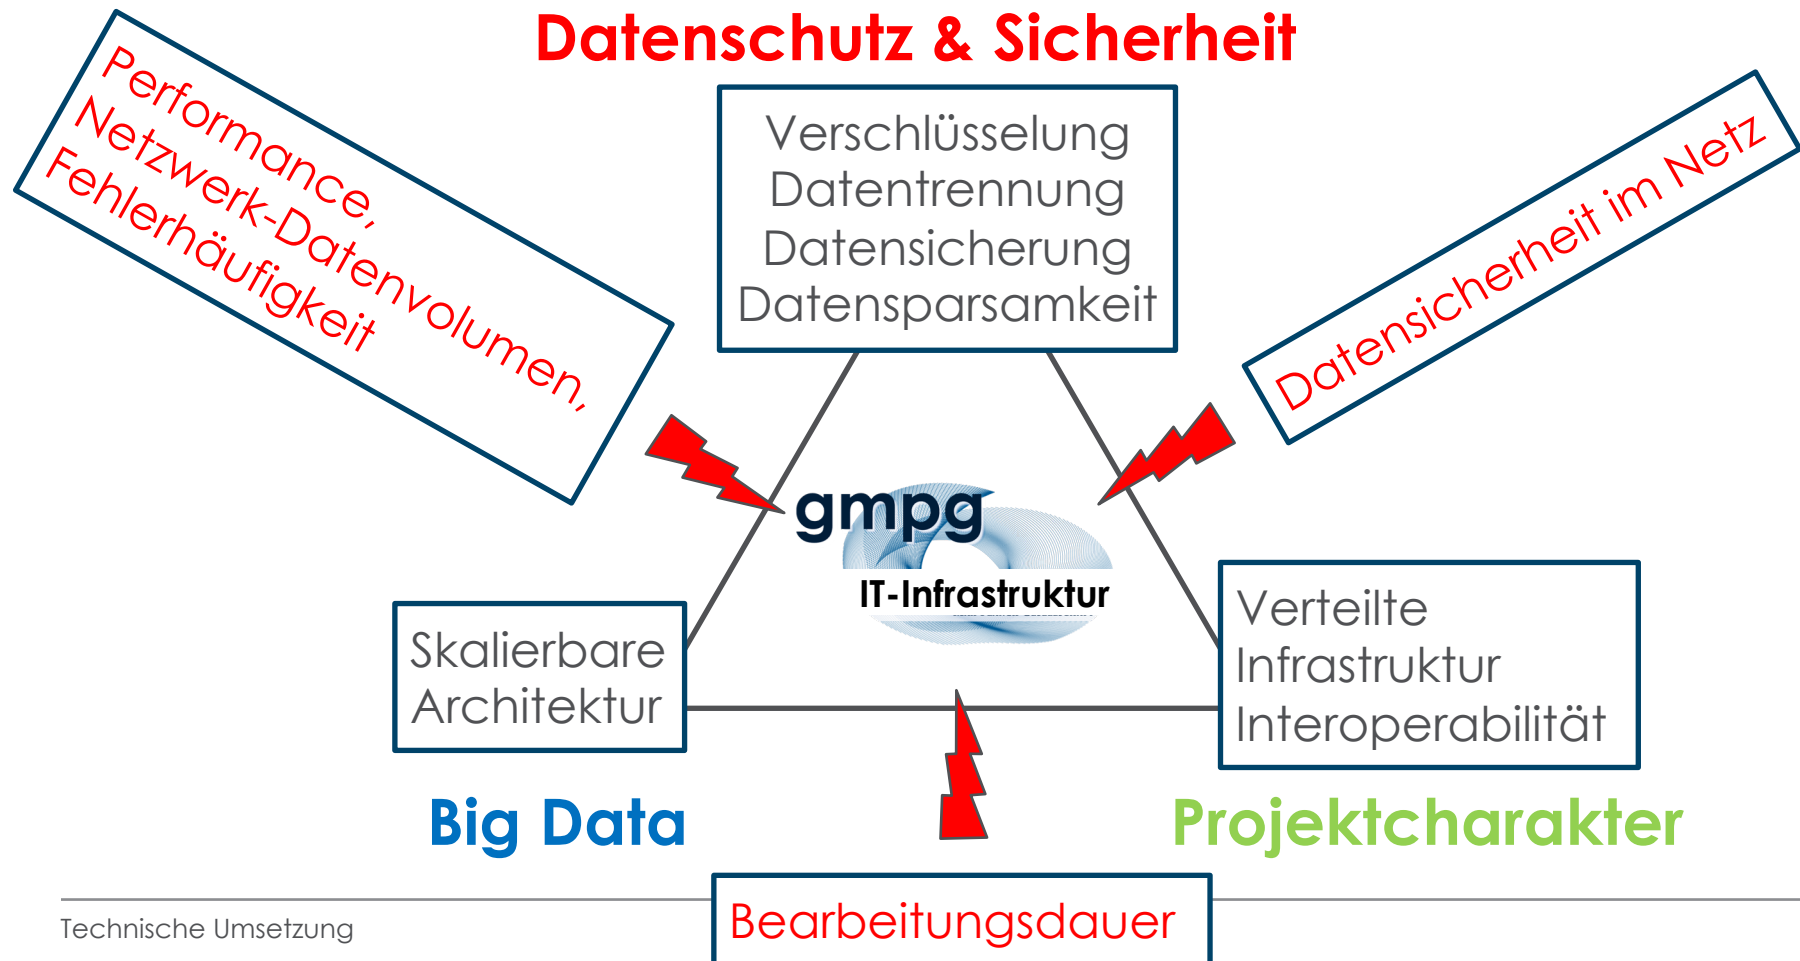 Datenschutz & Sicherheit
Performance,
Netzwerk-Datenvolumen,
Fehlerhäufigkeit
Verschlüsselung
Datentrennung
Datensicherung
Datensparsamkeit
Datensicherheit im Netz
gmpg
IT-Infrastruktur
Skalierbare
Architektur
Verteilte
Infrastruktur
Interoperabilität
Big Data
Projektcharakter
Bearbeitungsdauer
Technische Umsetzung